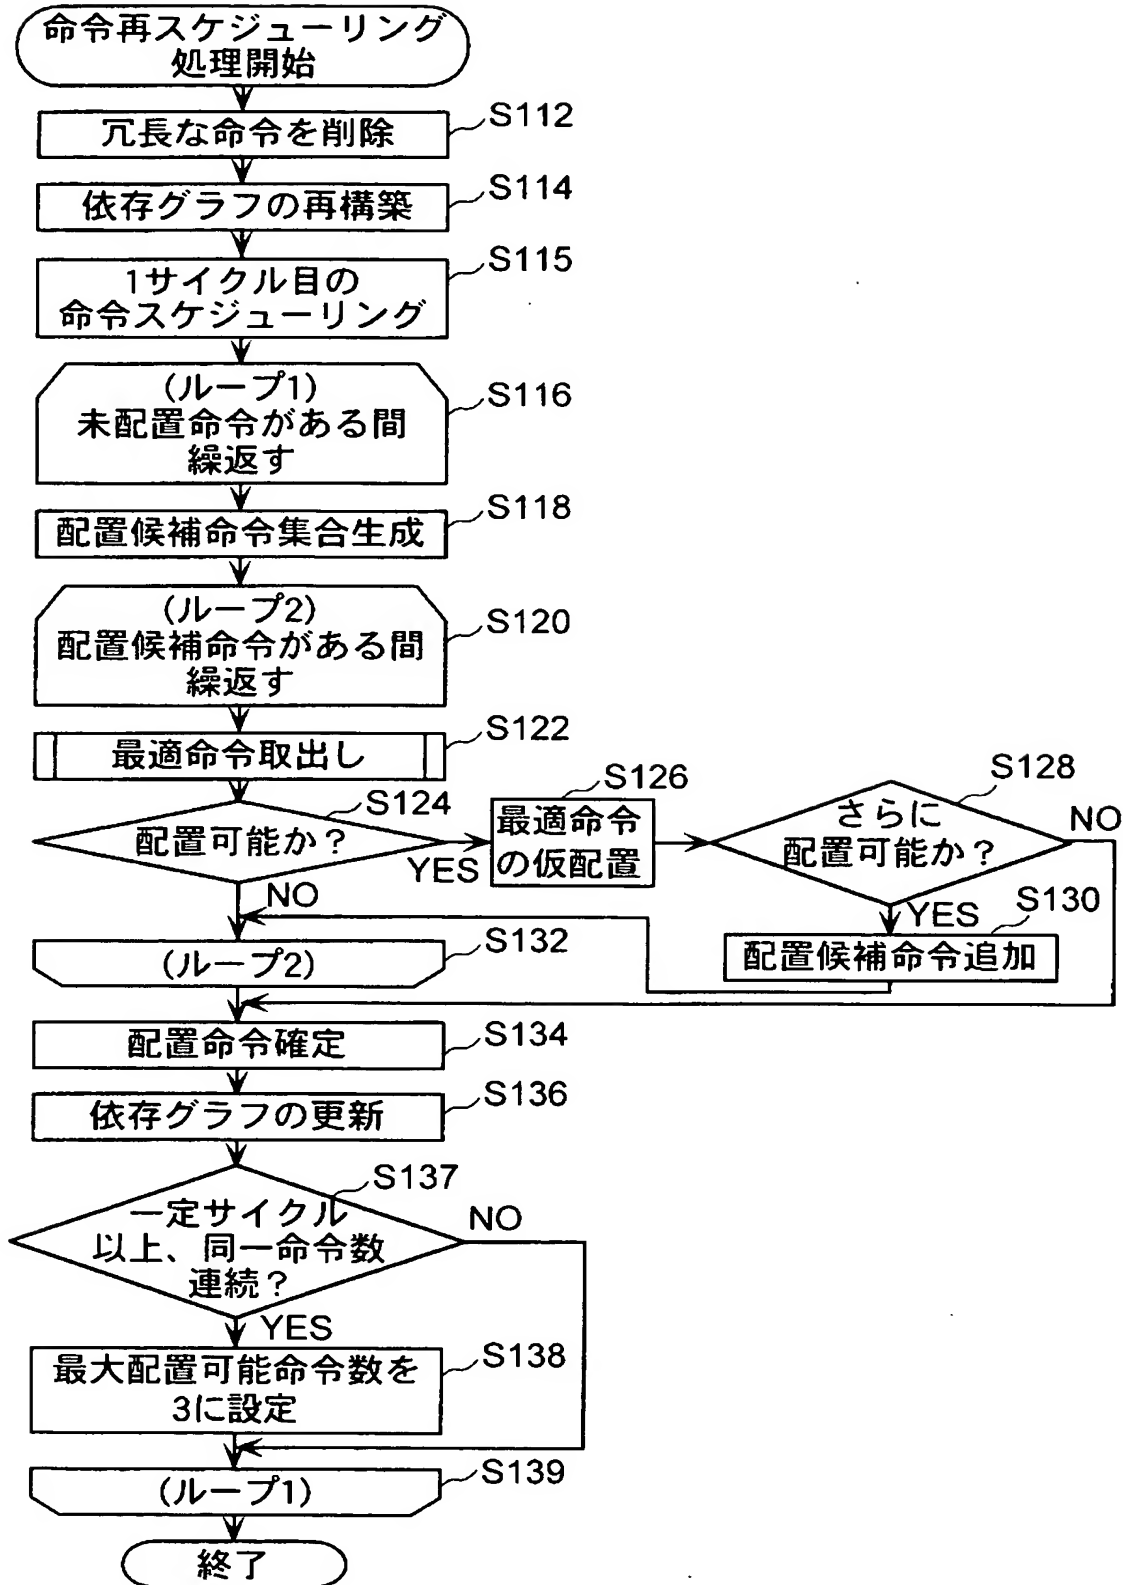 命令再スケジューリング
処理開始
S112
冗長な命令を削除
S114
依存グラフの再構築
S115
1サイクル目の
命令スケジューリング
(ループ1)
未配置命令がある間
繰返す
S116
S118
配置候補命令集合生成
(ループ2)
配置候補命令がある間
繰返す
S120
S122
最適命令取出し
S124
配置可能か?
YES
NO
S126
最適命令
の仮配置
S128
さらに
配置可能か?
NO
YES
S130
配置候補命令追加
S132
(ループ2)
S134
配置命令確定
S136
依存グラフの更新
S137
一定サイクル
以上、同一命令数
連続?
NO
YES
S138
最大配置可能命令数を
3に設定
S139
(ループ1)
終了